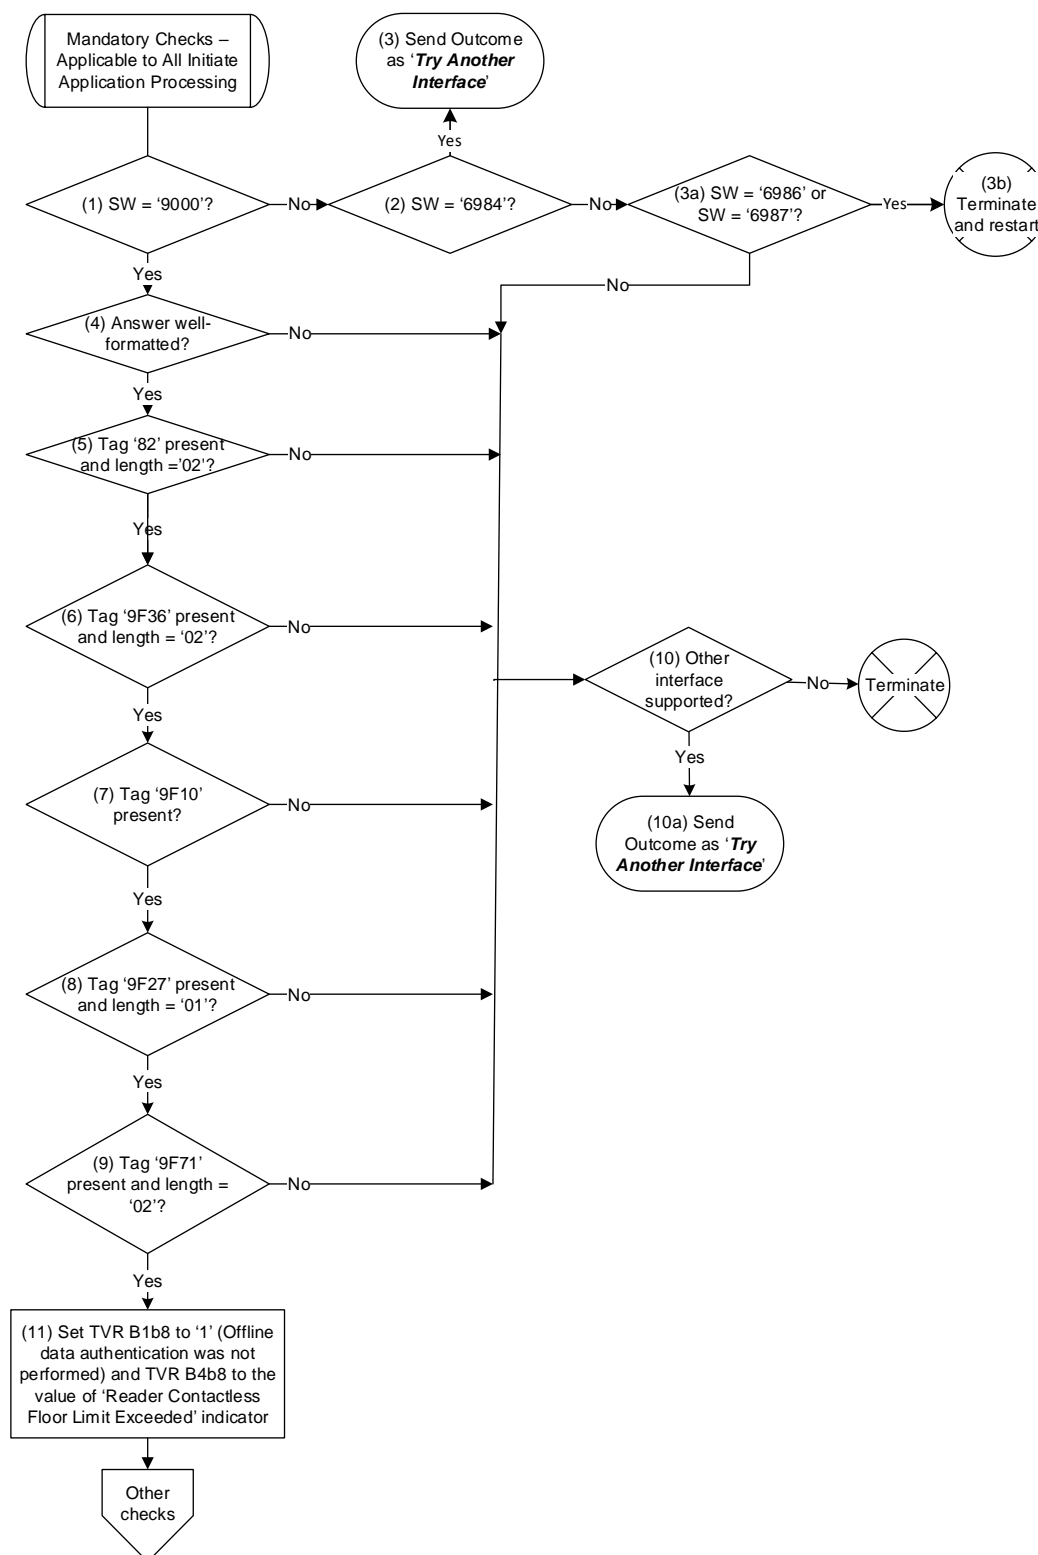 Mandatory Checks –
Applicable to All Initiate
Application Processing
(3) Send Outcome
as ‘Try Another
Interface’
Yes
(1) SW = ‘9000’?
No
(2) SW = ‘6984’?
No
(3a) SW = ‘6986’ or
SW = ‘6987’?
Yes
(3b)
Terminate
and restart
Yes
No
(4) Answer well-
formatted?
No
Yes
(5) Tag ‘82’ present
and length =’02’?
No
Yes
(6) Tag ‘9F36’ present
and length = ‘02’?
No
(10) Other
interface
supported?
No
Terminate
Yes
Yes
(7) Tag ‘9F10’
present?
No
(10a) Send
Outcome as ‘Try
Another Interface’
Yes
(8) Tag ‘9F27’ present
and length = ‘01’?
No
Yes
(9) Tag ‘9F71’
present and length =
‘02’?
No
Yes
(11) Set TVR B1b8 to ‘1’ (Offline
data authentication was not
performed) and TVR B4b8 to the
value of ‘Reader Contactless
Floor Limit Exceeded’ indicator
Other
checks